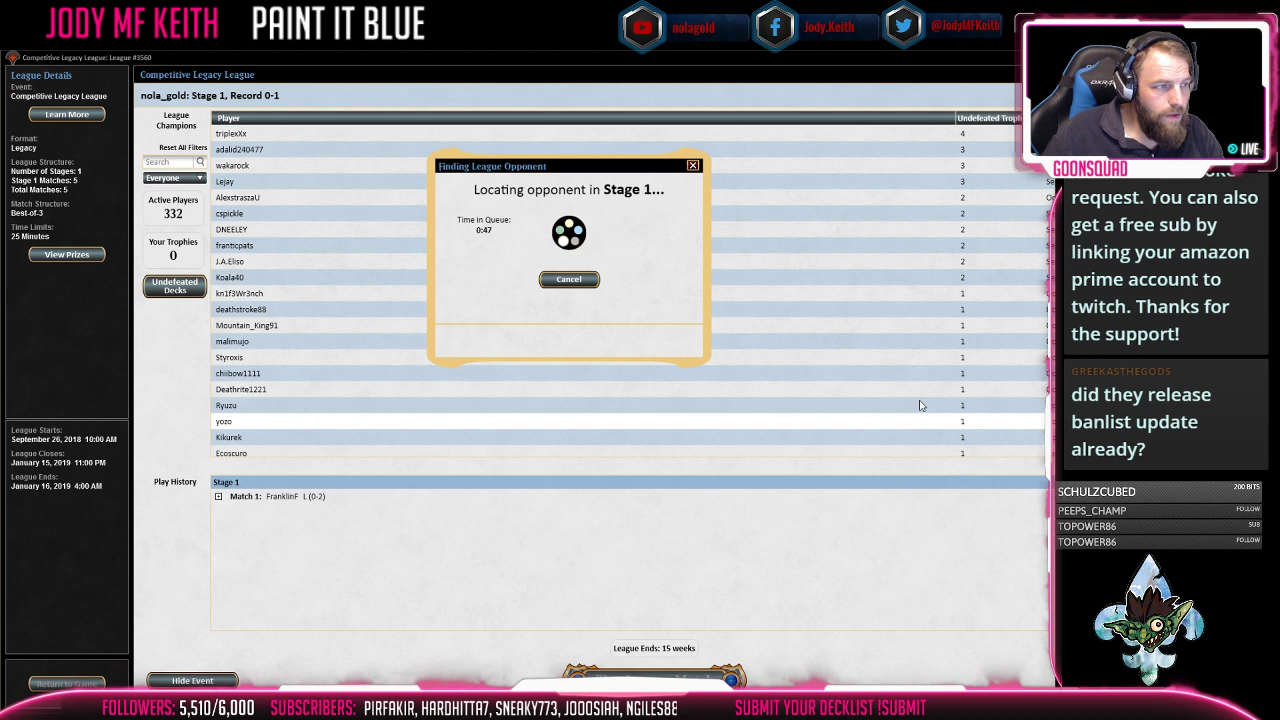 JODY MF KEITH PAINT IT BLUE
nolagold
Jody.Keith
@JodyMFKeith
Competitive Legacy League: League #3560
League Details
Event:
Competitive Legacy League
Learn More
Format:
Legacy
League Structure:
Number of Stages: 1
Stage 1 Matches: 5
Total Matches: 5
Match Structure:
Best-of-3
Time Limits:
25 Minutes
View Prizes
League Starts:
September 26, 2018 10:00 AM
League Closes:
January 15, 2019 11:00 PM
League Ends:
January 16, 2019 4:00 AM
Return to Game
Competitive Legacy League
nola_gold: Stage 1, Record 0-1
League
Champions
Reset All Filters
Search
Everyone
Active Players
332
Your Trophies
0
Undefeated
Decks
Player Undefeated Troph
triplexXx 4
adalid240477 3
wakarock 3
Lejay 3
AlexstraszaU 2
cspickle 2
DNEELEY 2
franticpats 2
J.A.Eliso 2
Koala40 2
kn1f3Wr3nch 1
deathstroke88 1
Mountain_King91 1
malimujo 1
Styroxis 1
chiibow1111 1
Deathrite1221 1
Ryuzu 1
yozo 1
Kikurek 1
Ecoscuro 1
Finding League Opponent
Locating opponent in Stage 1...
Time in Queue:
0:47
Cancel
Play History
Stage 1
Match 1: FranklinF L (0-2)
League Ends: 15 weeks
Hide Event
DXRACER
LIVE
GOONSQUAD
request. You can also
get a free sub by
linking your amazon
prime account to
twitch. Thanks for
the support!
GREEKASTHEGODS
did they release
banlist update
already?
SCHULZCUBED 200 BITS
PEEPS_CHAMP FOLLOW
TOPOWER86 SUB
TOPOWER86 FOLLOW
FOLLOWERS: 5,510/6,000 SUBSCRIBERS: PIRFAKIR, HARDHITTA7, SNEAKY773, JOOOSIAH, NGILES88 SUBMIT YOUR DECKLIST !SUBMIT